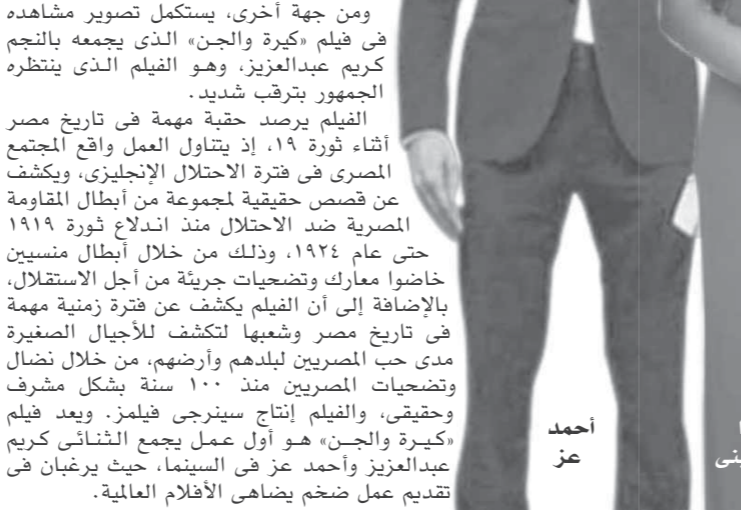 ومن جهة أخرى، يستكمل تصوير مشاهده
فى فيلم «كيرة والجن» الذى يجمعه بالنجم
كريم عبدالعزيز، وهو الفيلم الذى ينتظره
الجمهور بترقب شديد.
الفيلم يرصد حقبة مهمة فى تاريخ مصر
أثناء ثورة ١٩، إذ يتناول العمل واقع المجتمع
المصرى فى فترة الاحتلال الإنجليزى، ويكشف
عن قصص حقيقية لمجموعة من أبطال المقاومة
المصرية ضد الاحتلال منذ اندلاع ثورة ١٩١٩
حتى عام ١٩٢٤، وذلك من خلال أبطال منسيين
خاضوا معارك وتضحيات جريئة من أجل الاستقلال،
بالإضافة إلى أن الفيلم يكشف عن فترة زمنية مهمة
فى تاريخ مصر وشعبها لتكشف للأجيال الصغيرة
مدى حب المصريين لبلدهم وأرضهم، من خلال نضال
وتضحيات المصريين منذ ١٠٠ سنة بشكل مشرف
وحقيقى، والفيلم إنتاج سينرجى فيلمز. ويعد فيلم
«كيرة والجن» هو أول عمل يجمع الثنائى كريم
عبدالعزيز وأحمد عز فى السينما، حيث يرغبان فى
تقديم عمل ضخم يضاهى الأفلام العالمية.
أحمد
عز